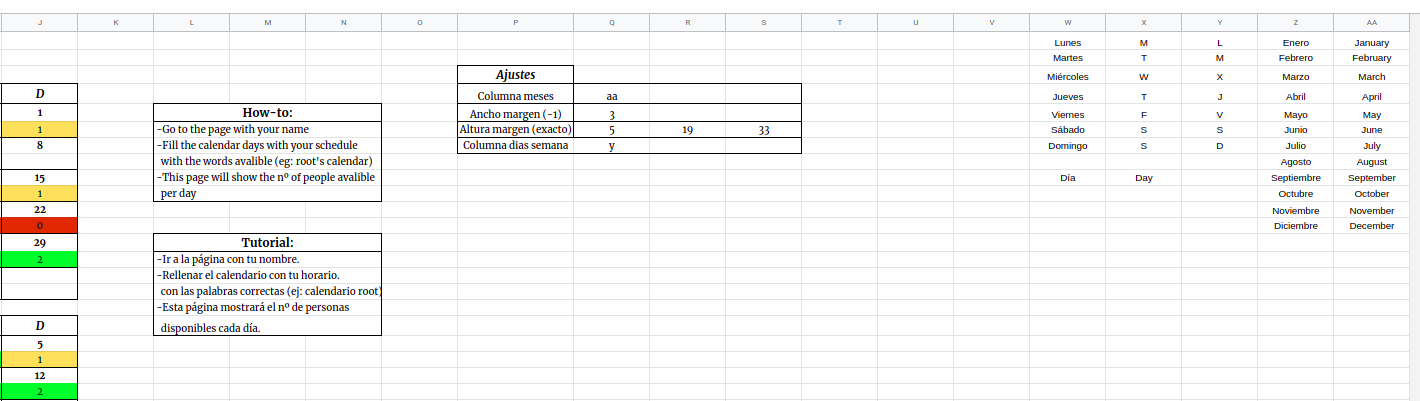 J K L M N O P Q R S T U V W X Y Z AA
Lunes M L Enero January
Martes T M Febrero February
Ajustes
Miércoles W X Marzo March
D
Columna meses aa
Jueves T J Abril April
1
How-to:
Ancho margen (-1) 3
Viernes F V Mayo May
1
-Go to the page with your name
Altura margen (exacto) 5 19 33
Sábado S S Junio June
8
-Fill the calendar days with your schedule
Columna dias semana y
Domingo S D Julio July
with the words avalible (eg: root's calendar)
Agosto August
15
-This page will show the nº of people avalible
Día Day Septiembre September
1
per day
Octubre October
22
Noviembre November
0
Diciembre December
29
Tutorial:
2
-Ir a la página con tu nombre.
-Rellenar el calendario con tu horario.
con las palabras correctas (ej: calendario root)
-Esta página mostrará el nº de personas
D
disponibles cada día.
5
1
12
2